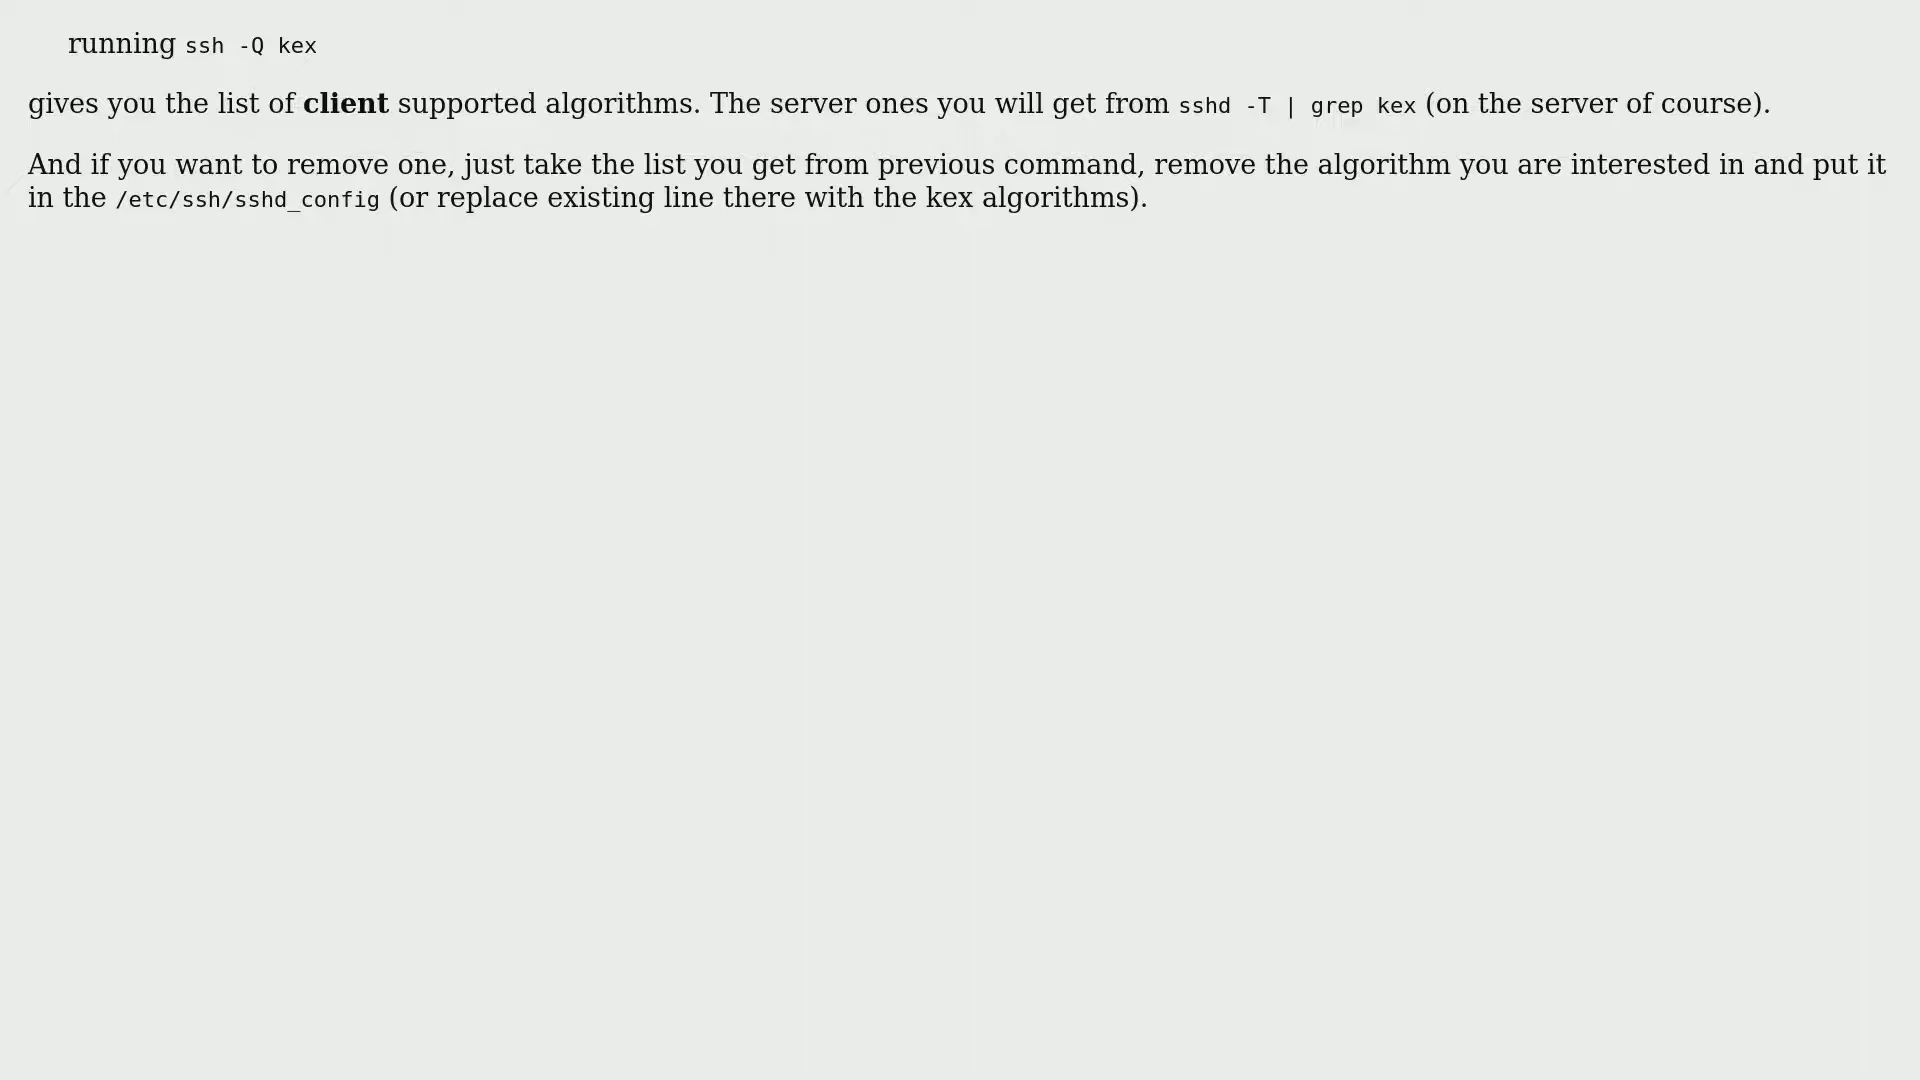 running ssh -Q kex
gives you the list of client supported algorithms. The server ones you will get from sshd -T | grep kex (on the server of course).
And if you want to remove one, just take the list you get from previous command, remove the algorithm you are interested in and put it
in the /etc/ssh/sshd_config (or replace existing line there with the kex algorithms).